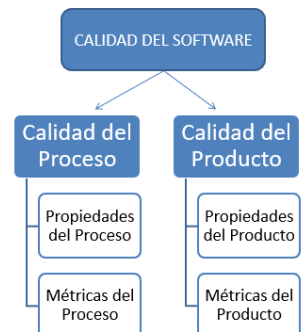 CALIDAD DEL SOFTWARE
Calidad del
Proceso
Calidad del
Producto
Propiedades
del Proceso
Propiedades
del Producto
Métricas del
Proceso
Métricas del
Producto